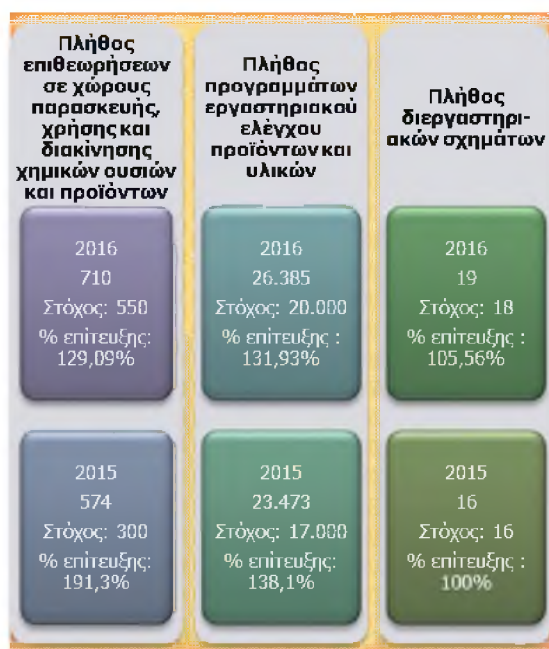 Πλήθος
επιθεωρήσεων
σε χώρους
παρασκευής,
χρήσης και
διακίνησης
χημικών ουσιών
και προϊόντων
2016
710
Στόχος: 550
% επίτευξης:
129,09%
2015
574
Στόχος: 300
% επίτευξης:
191,3%
Πλήθος
προγραμμάτων
εργαστηριακού
ελέγχου
προϊόντων και
υλικών
2016
26.385
Στόχος: 20.000
% επίτευξης :
131,93%
2015
23.473
Στόχος: 17.000
% επίτευξης:
138,1%
Πλήθος
διεργαστηρι-
ακών σχημάτων
2016
19
Στόχος: 18
% επίτευξης :
105,56%
2015
16
Στόχος: 16
% επίτευξης :
100%